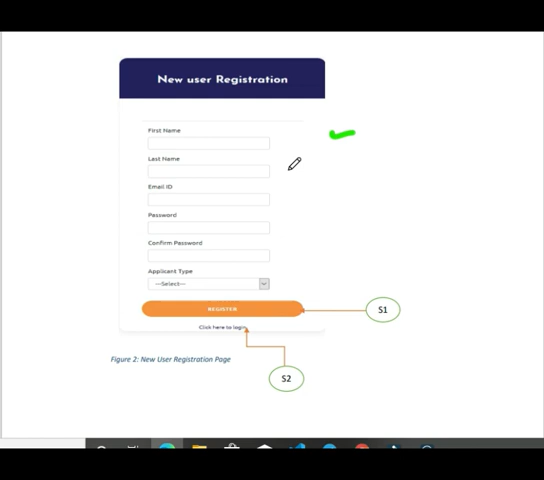 New user Registration
First Name
Last Name
Email ID
Password
Confirm Password
Applicant Type
---Select---
REGISTER
S1
Click here to login
Figure 2: New User Registration Page
S2